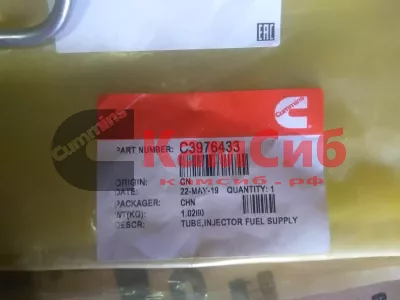 EAC
Cummins
PART NUMBER: C3976433
Cummins
КамСиб
камсиб.рф
ORIGIN: CN
DATE: 22-MAY-19 QUANTITY: 1
PACKAGER: CHN
WT(KG): 1.0200
DESCR: TUBE,INJECTOR FUEL SUPPLY